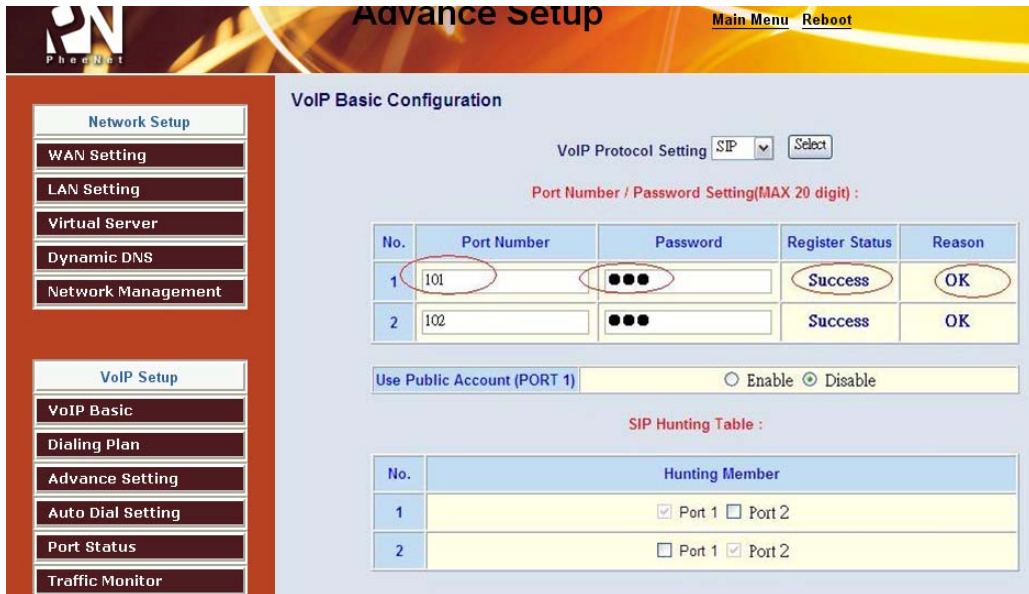 Advance Setup
Main Menu Reboot
PN
PheeNet
Network Setup
WAN Setting
LAN Setting
Virtual Server
Dynamic DNS
Network Management
VoIP Setup
VoIP Basic
Dialing Plan
Advance Setting
Auto Dial Setting
Port Status
Traffic Monitor
VoIP Basic Configuration
VoIP Protocol Setting SIP Select
Port Number / Password Setting(MAX 20 digit) :
No. Port Number Password Register Status Reason
1 101 ●●● Success OK
2 102 ●●● Success OK
Use Public Account (PORT 1) Enable Disable
SIP Hunting Table :
No. Hunting Member
1 Port 1 Port 2
2 Port 1 Port 2